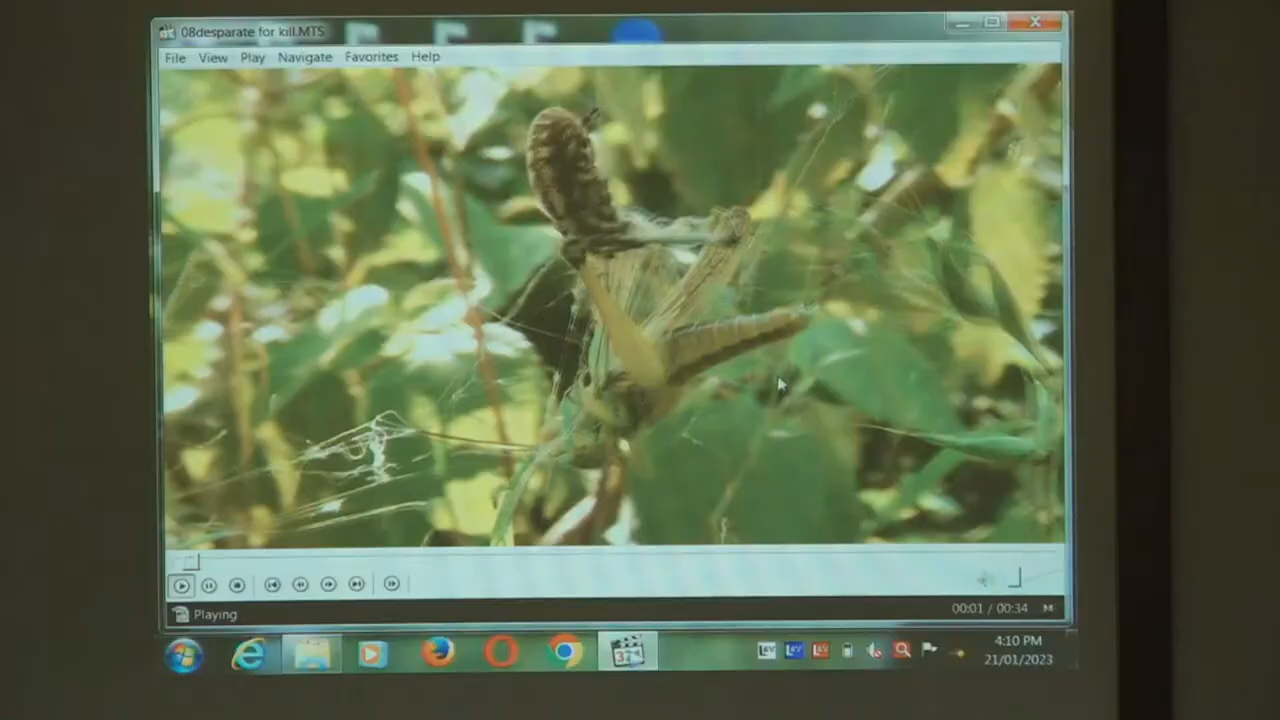 08desparate for kill.MTS
File View Play Navigate Favorites Help
Playing
00:01 / 00:34
4:10 PM
21/01/2023